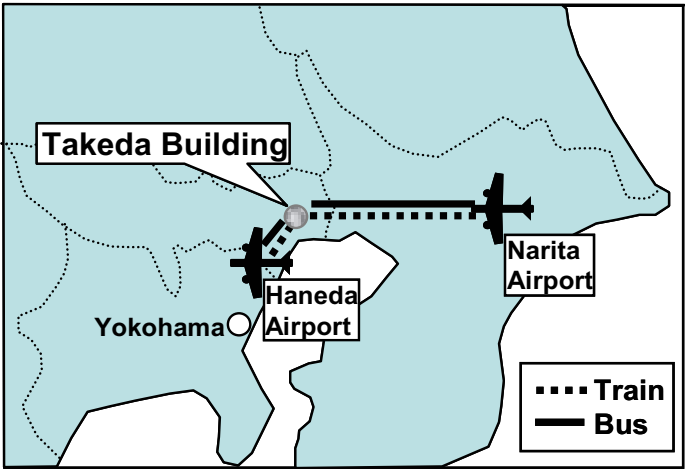 Takeda Building
Narita
Airport
Haneda
Airport
Yokohama
Train
Bus